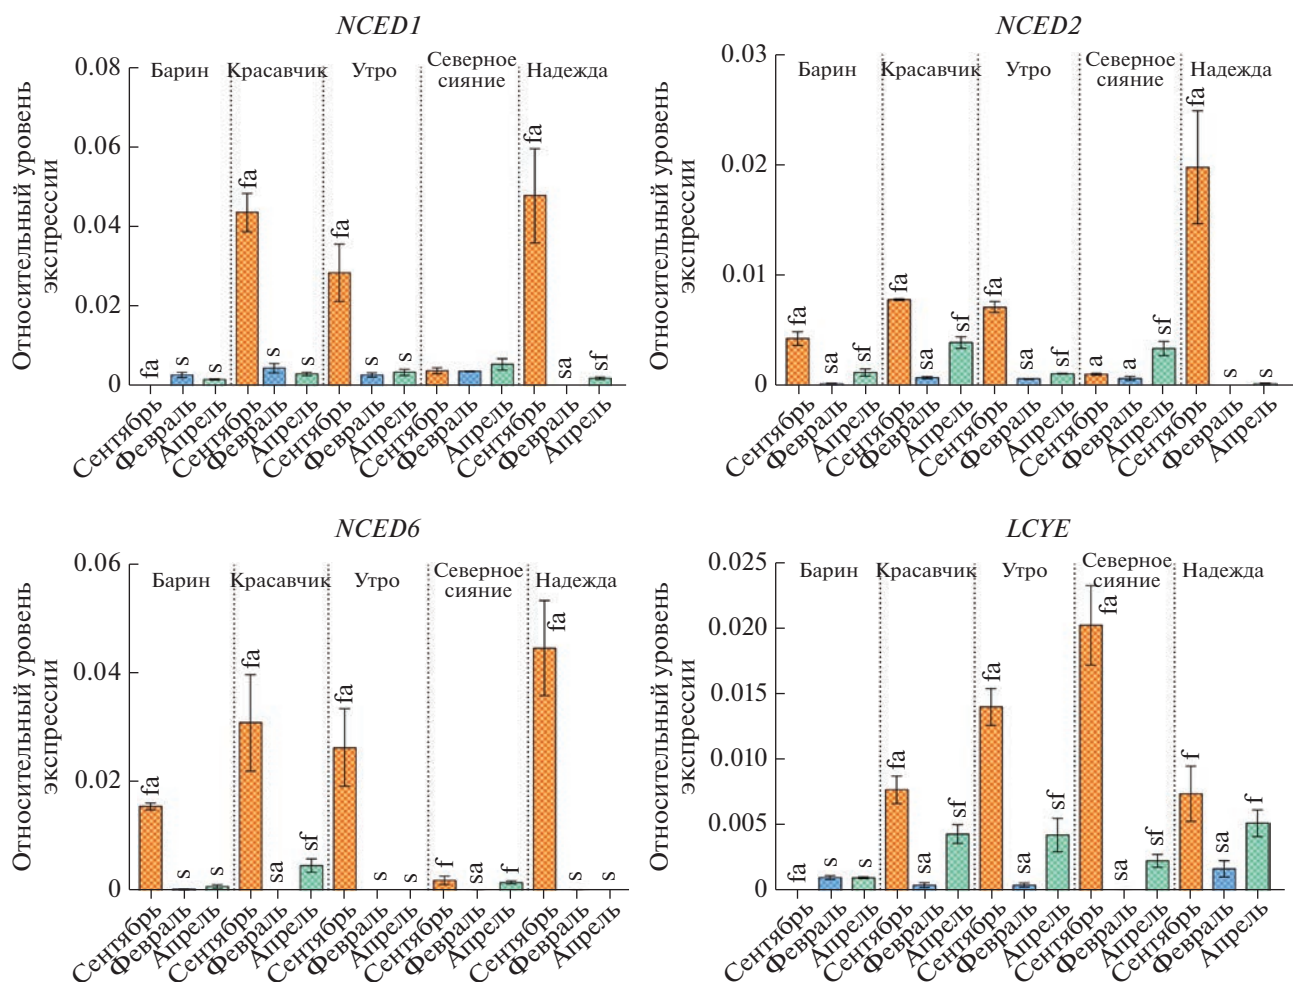 NCED1
0.08
0.06
0.04
0.02
0
Относительный уровень
экспрессии
Барин
Красавчик
Утро
Северное
сияние
Надежда
fa
s
s
fa
s
s
fa
s
s
fa
sa
sf
Сентябрь
Февраль
Апрель
Сентябрь
Февраль
Апрель
Сентябрь
Февраль
Апрель
Сентябрь
Февраль
Апрель
Сентябрь
Февраль
Апрель
NCED2
0.03
0.02
0.01
0
Относительный уровень
экспрессии
Барин
Красавчик
Утро
Северное
сияние
Надежда
fa
sa
sf
fa
sa
sf
fa
sa
sf
a
a
sf
fa
s
s
Сентябрь
Февраль
Апрель
Сентябрь
Февраль
Апрель
Сентябрь
Февраль
Апрель
Сентябрь
Февраль
Апрель
Сентябрь
Февраль
Апрель
NCED6
0.06
0.04
0.02
0
Относительный уровень
экспрессии
Барин
Красавчик
Утро
Северное
сияние
Надежда
fa
s
s
fa
sa
sf
fa
s
s
f
sa
f
fa
s
s
Сентябрь
Февраль
Апрель
Сентябрь
Февраль
Апрель
Сентябрь
Февраль
Апрель
Сентябрь
Февраль
Апрель
Сентябрь
Февраль
Апрель
LCYE
0.025
0.020
0.015
0.010
0.005
0
Относительный уровень
экспрессии
Барин
Красавчик
Утро
Северное
сияние
Надежда
fa
s
s
fa
sa
sf
fa
sa
sf
fa
sa
sf
f
sa
f
Сентябрь
Февраль
Апрель
Сентябрь
Февраль
Апрель
Сентябрь
Февраль
Апрель
Сентябрь
Февраль
Апрель
Сентябрь
Февраль
Апрель